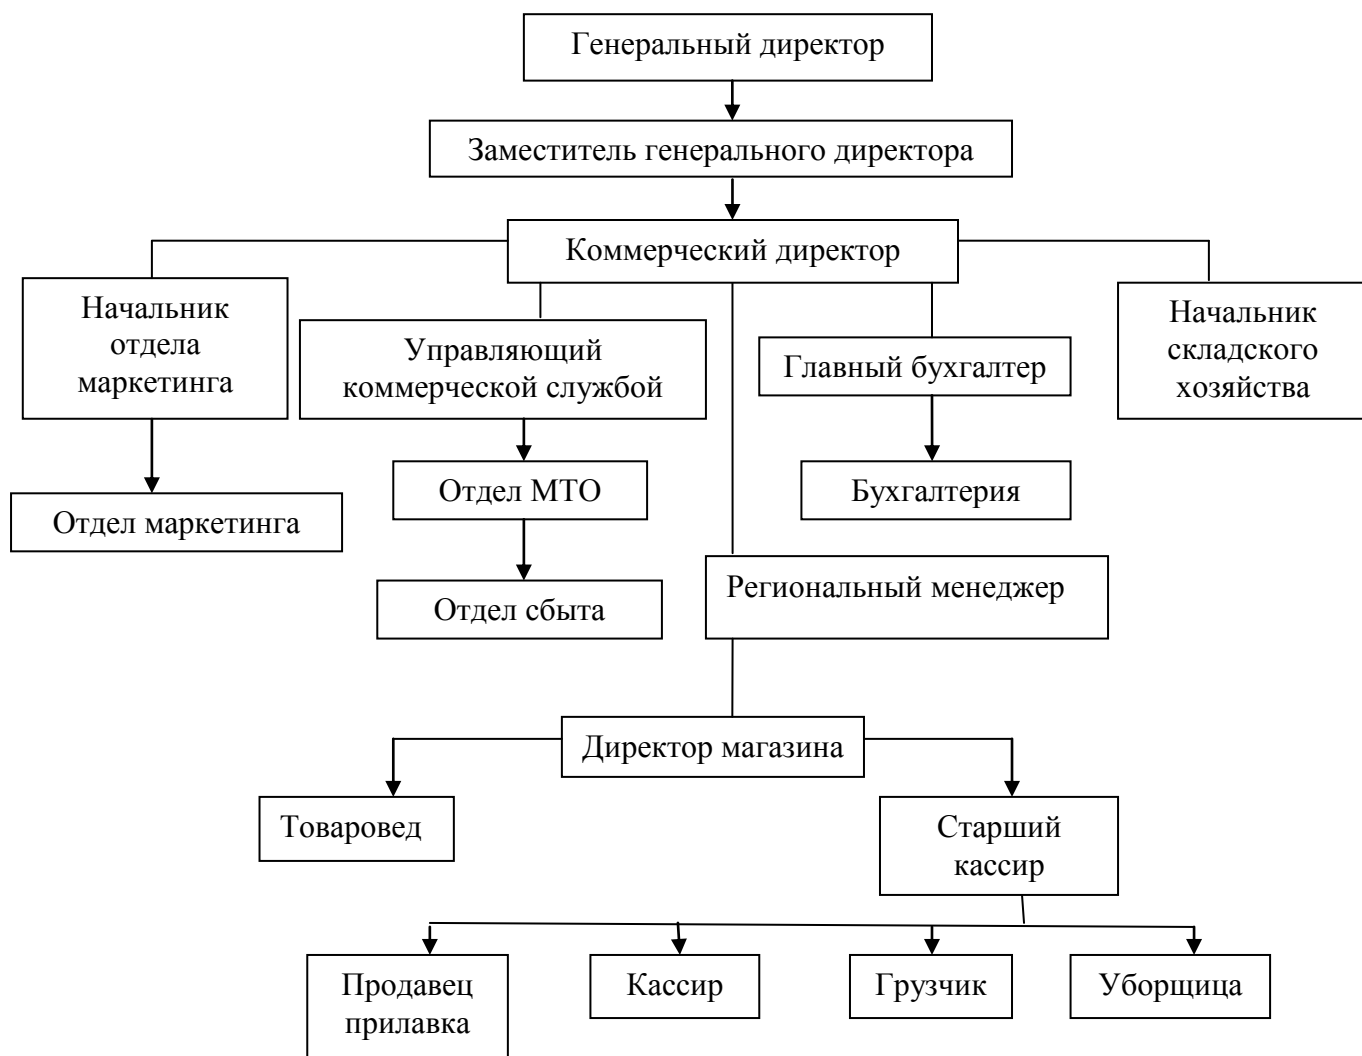 Генеральный директор
Заместитель генерального директора
Коммерческий директор
Начальник
отдела
маркетинга
Управляющий
коммерческой службой
Главный бухгалтер
Начальник
складского
хозяйства
Отдел маркетинга
Отдел МТО
Бухгалтерия
Отдел сбыта
Региональный менеджер
Директор магазина
Товаровед
Старший
кассир
Продавец
прилавка
Кассир
Грузчик
Уборщица